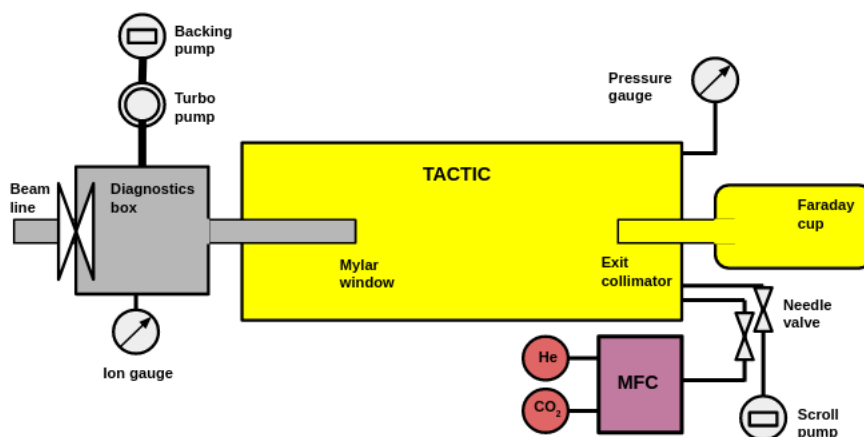 Backing
pump
Turbo
pump
Pressure
gauge
Beam
line
Diagnostics
box
TACTIC
Faraday
cup
Mylar
window
Exit
collimator
Needle
valve
Ion gauge
He
MFC
CO2
Scroll
pump